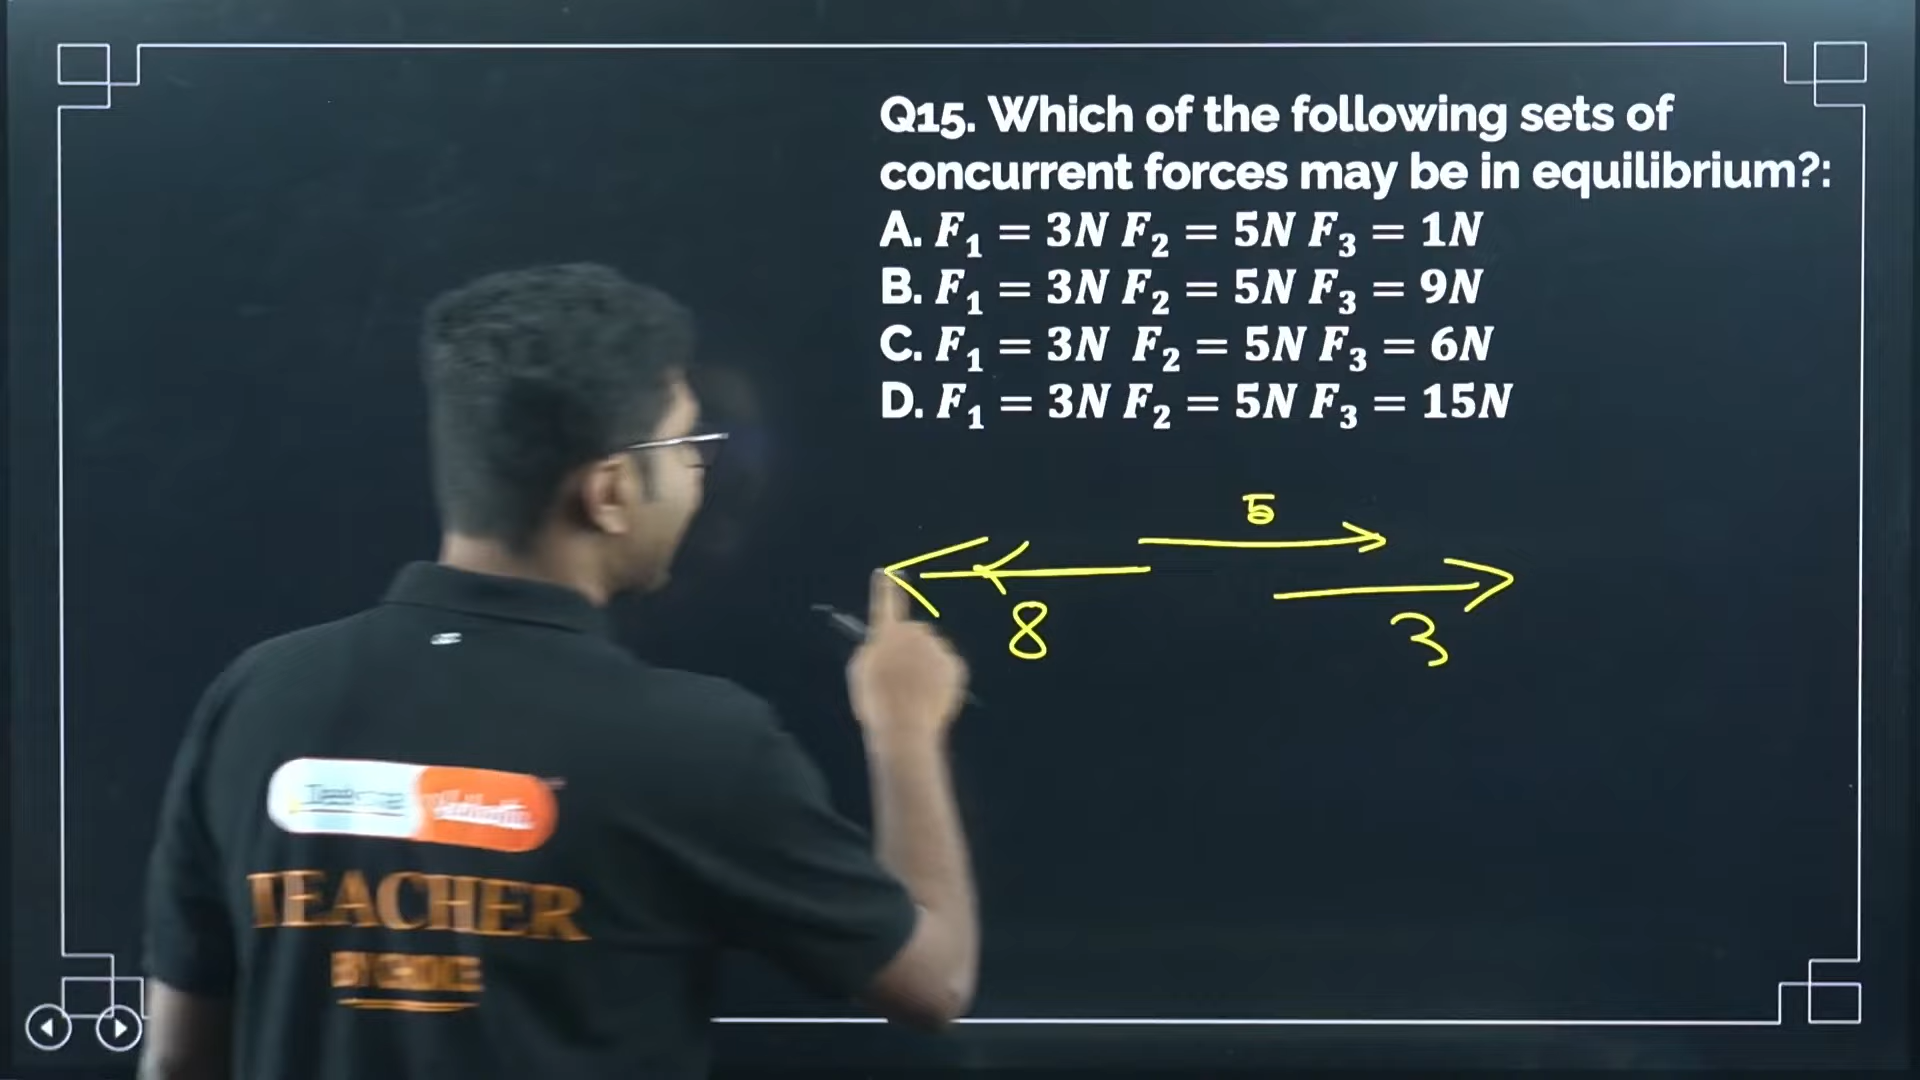 Q15. Which of the following sets of
concurrent forces may be in equilibrium?:
A. F₁ = 3N F₂ = 5N F₃ = 1N
B. F₁ = 3N F₂ = 5N F₃ = 9N
C. F₁ = 3N F₂ = 5N F₃ = 6N
D. F₁ = 3N F₂ = 5N F₃ = 15N
5
8
3
TEACHER
BY CHOICE